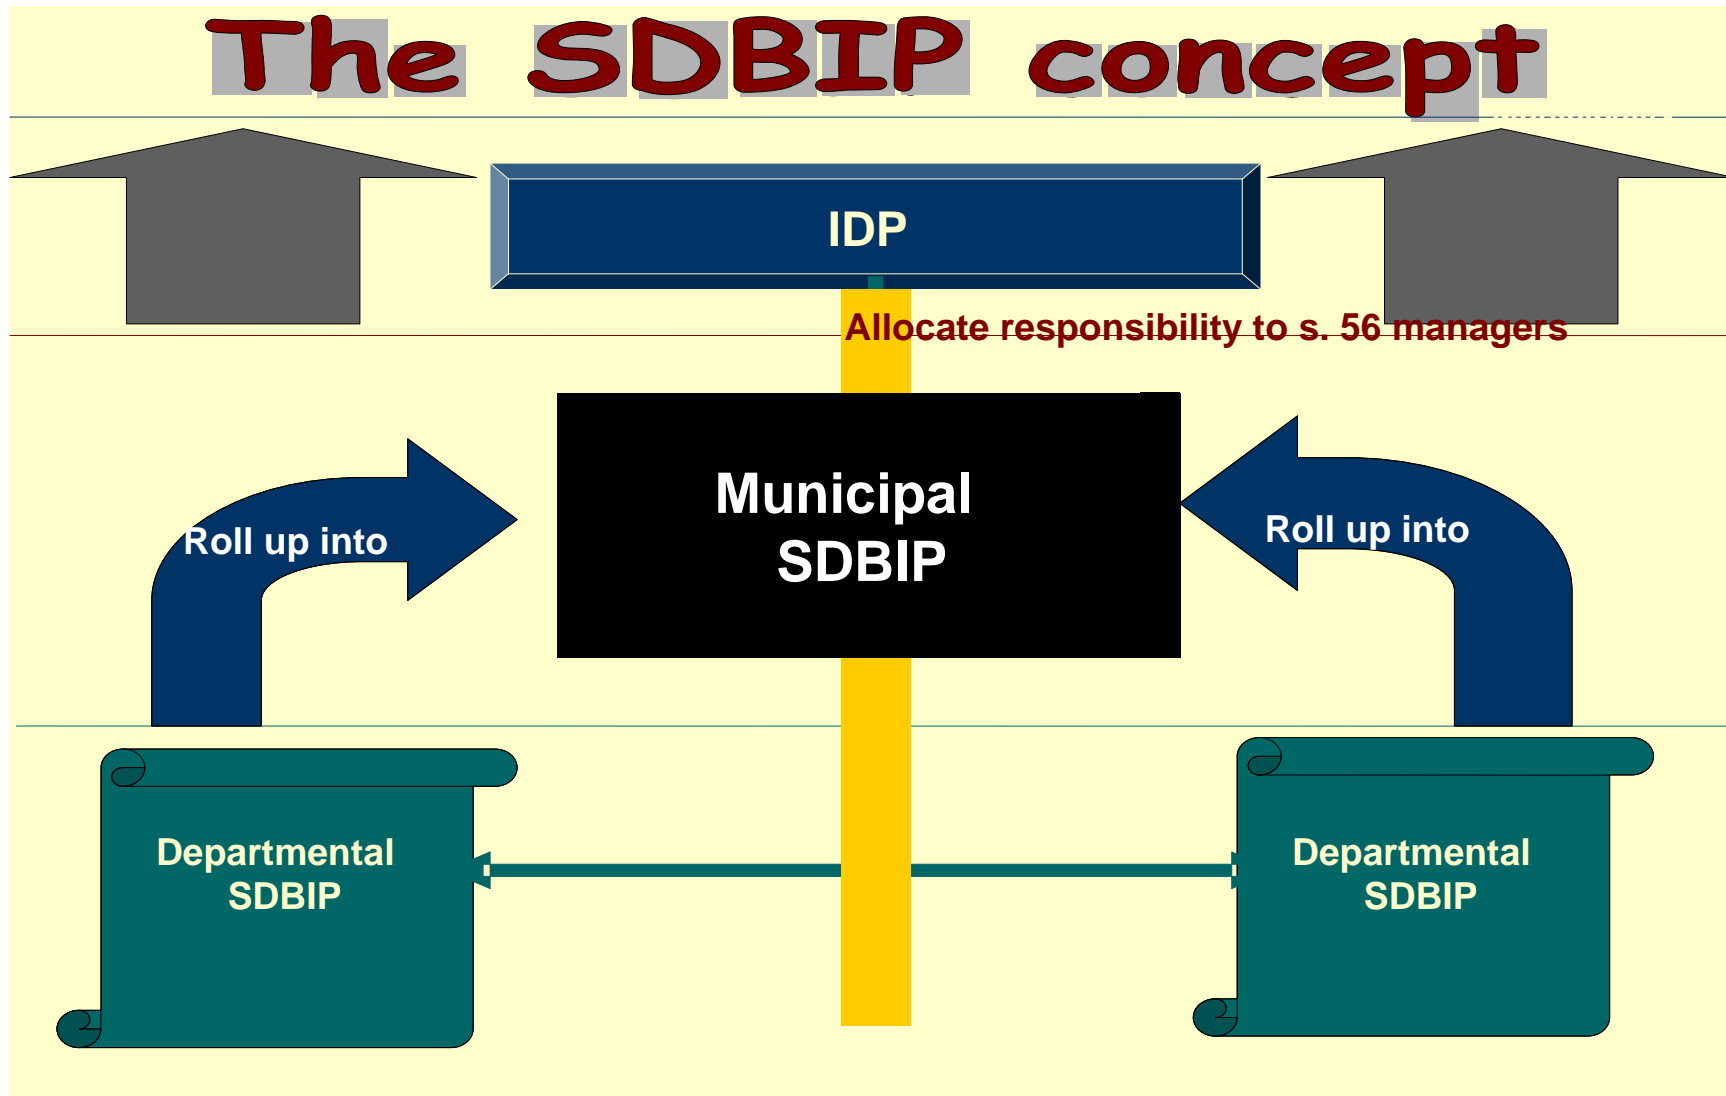 The SDBIP concept
IDP
Allocate responsibility to s. 56 managers
Municipal
SDBIP
Roll up into
Roll up into
Departmental
SDBIP
Departmental
SDBIP